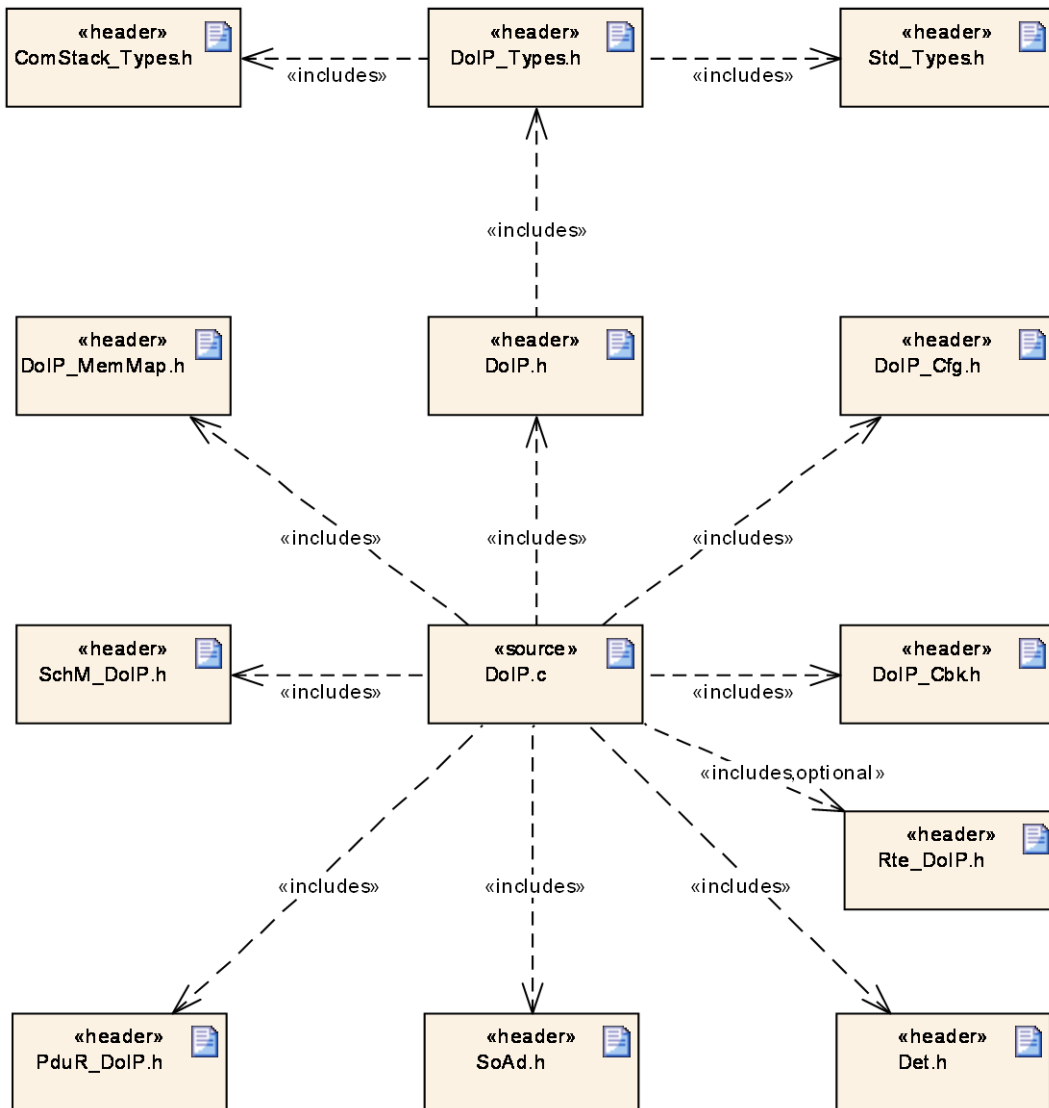 «header»
ComStack_Types.h
«includes»
«header»
DoIP_Types.h
«includes»
«header»
Std_Types.h
«includes»
«header»
DoIP_MemMap.h
«header»
DoIP.h
«header»
DoIP_Cfg.h
«includes»
«includes»
«includes»
«header»
SchM_DoIP.h
«includes»
«source»
DoIP.c
«includes»
«header»
DoIP_Cbk.h
«includes,optional»
«header»
Rte_DoIP.h
«includes»
«includes»
«includes»
«header»
PduR_DoIP.h
«header»
SoAd.h
«header»
Det.h